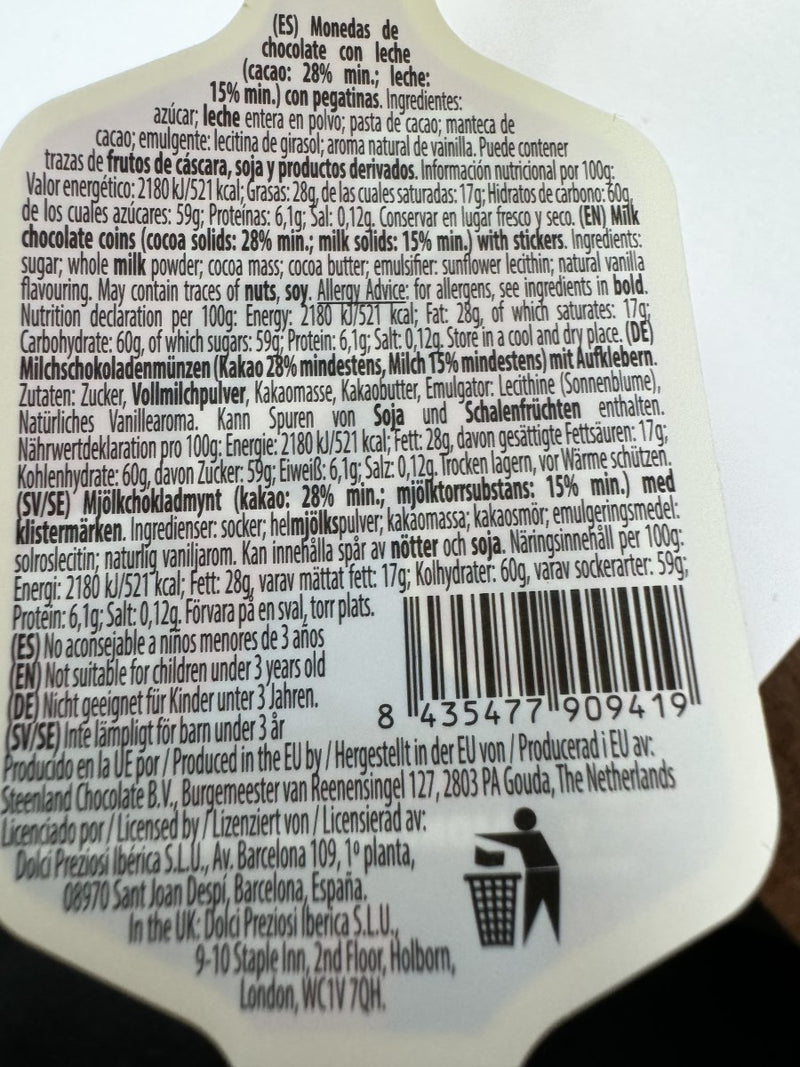 (ES) Monedas de
chocolate con leche
(cacao: 28% min.; leche:
15% min.) con pegatinas. Ingredientes:
azúcar; leche entera en polvo; pasta de cacao; manteca de
cacao; emulgente: lecitina de girasol; aroma natural de vainilla. Puede contener
trazas de frutos de cáscara, soja y productos derivados. Información nutricional por 100g:
Valor energético: 2180 kJ/521 kcal; Grasas: 28g, de las cuales saturadas: 17g; Hidratos de carbono: 60g,
de los cuales azúcares: 59g; Proteínas: 6,1g; Sal: 0,12g. Conservar en lugar fresco y seco. (EN) Milk
chocolate coins (cocoa solids: 28% min.; milk solids: 15% min.) with stickers. Ingredients:
sugar; whole milk powder; cocoa mass; cocoa butter; emulsifier: sunflower lecithin; natural vanilla
flavouring. May contain traces of nuts, soy. Allergy Advice: for allergens, see ingredients in bold.
Nutrition declaration per 100g: Energy: 2180 kJ/521 kcal; Fat: 28g, of which saturates: 17g;
Carbohydrate: 60g, of which sugars: 59g; Protein: 6,1g; Salt: 0,12g. Store in a cool and dry place. (DE)
Milchschokoladenmünzen (Kakao 28% mindestens, Milch 15% mindestens) mit Aufklebern.
Zutaten: Zucker, Vollmilchpulver, Kakaomasse, Kakaobutter, Emulgator: Lecithine (Sonnenblume),
Natürliches Vanillearoma. Kann Spuren von Soja und Schalenfrüchten enthalten.
Nährwertdeklaration pro 100g: Energie: 2180 kJ/521 kcal; Fett: 28g, davon gesättigte Fettsäuren: 17g;
Kohlenhydrate: 60g, davon Zucker: 59g; Eiweiß: 6,1g; Salz: 0,12g. Trocken lagern, vor Wärme schützen.
(SV/SE) Mjölkchokladmynt (kakao: 28% min.; mjölktorrsubstans: 15% min.) med
klistermärken. Ingredienser: socker; helmjölkspulver; kakaomassa; kakaosmör; emulgeringsmedel:
solroslecitin; naturlig vaniljarom. Kan innehålla spår av nötter och soja. Näringsinnehåll per 100g:
Energi: 2180 kJ/521 kcal; Fett: 28g, varav mättat fett: 17g; Kolhydrater: 60g, varav sockerarter: 59g;
Protein: 6,1g; Salt: 0,12g. Förvara på en sval, torr plats.
(ES) No aconsejable a niños menores de 3 años
(EN) Not suitable for children under 3 years old
(DE) Nicht geeignet für Kinder unter 3 Jahren.
(SV/SE) Inte lämpligt för barn under 3 år
8 435477 909419
Producido en la UE por / Produced in the EU by / Hergestellt in der EU von / Producerad i EU av:
Steenland Chocolate B.V., Burgemeester van Reenensingel 127, 2803 PA Gouda, The Netherlands
Licenciado por / Licensed by / Lizenziert von / Licensierad av:
Dolci Preziosi Ibérica S.L.U., Av. Barcelona 109, 1º planta,
08970 Sant Joan Despí, Barcelona, España.
In the UK: Dolci Preziosi Iberica S.L.U.,
9-10 Staple Inn, 2nd Floor, Holborn,
London, WC1V 7QH.